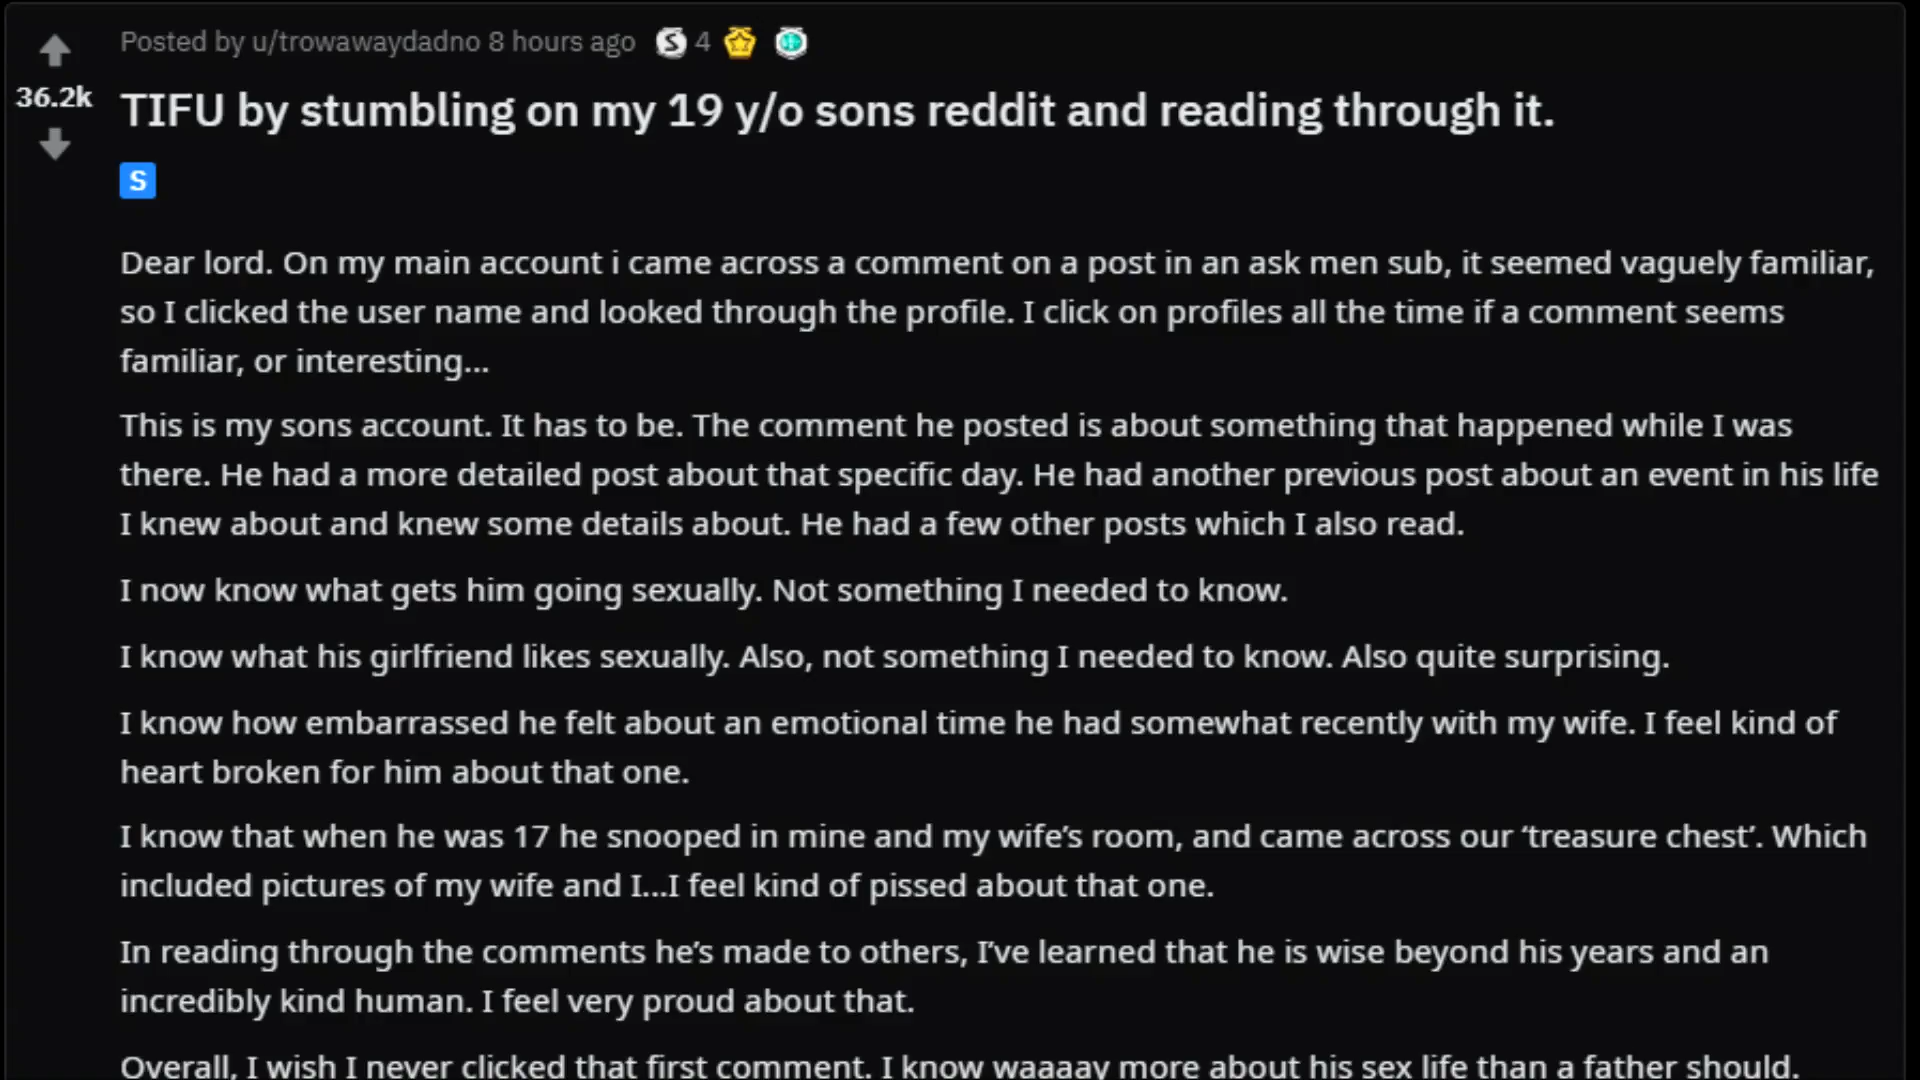 Posted by u/trowawaydadno 8 hours ago S 4
36.2k
TIFU by stumbling on my 19 y/o sons reddit and reading through it.
S
Dear lord. On my main account i came across a comment on a post in an ask men sub, it seemed vaguely familiar,
so I clicked the user name and looked through the profile. I click on profiles all the time if a comment seems
familiar, or interesting...
This is my sons account. It has to be. The comment he posted is about something that happened while I was
there. He had a more detailed post about that specific day. He had another previous post about an event in his life
I knew about and knew some details about. He had a few other posts which I also read.
I now know what gets him going sexually. Not something I needed to know.
I know what his girlfriend likes sexually. Also, not something I needed to know. Also quite surprising.
I know how embarrassed he felt about an emotional time he had somewhat recently with my wife. I feel kind of
heart broken for him about that one.
I know that when he was 17 he snooped in mine and my wife’s room, and came across our ‘treasure chest’. Which
included pictures of my wife and I...I feel kind of pissed about that one.
In reading through the comments he’s made to others, I’ve learned that he is wise beyond his years and an
incredibly kind human. I feel very proud about that.
Overall, I wish I never clicked that first comment. I know waaaay more about his sex life than a father should.